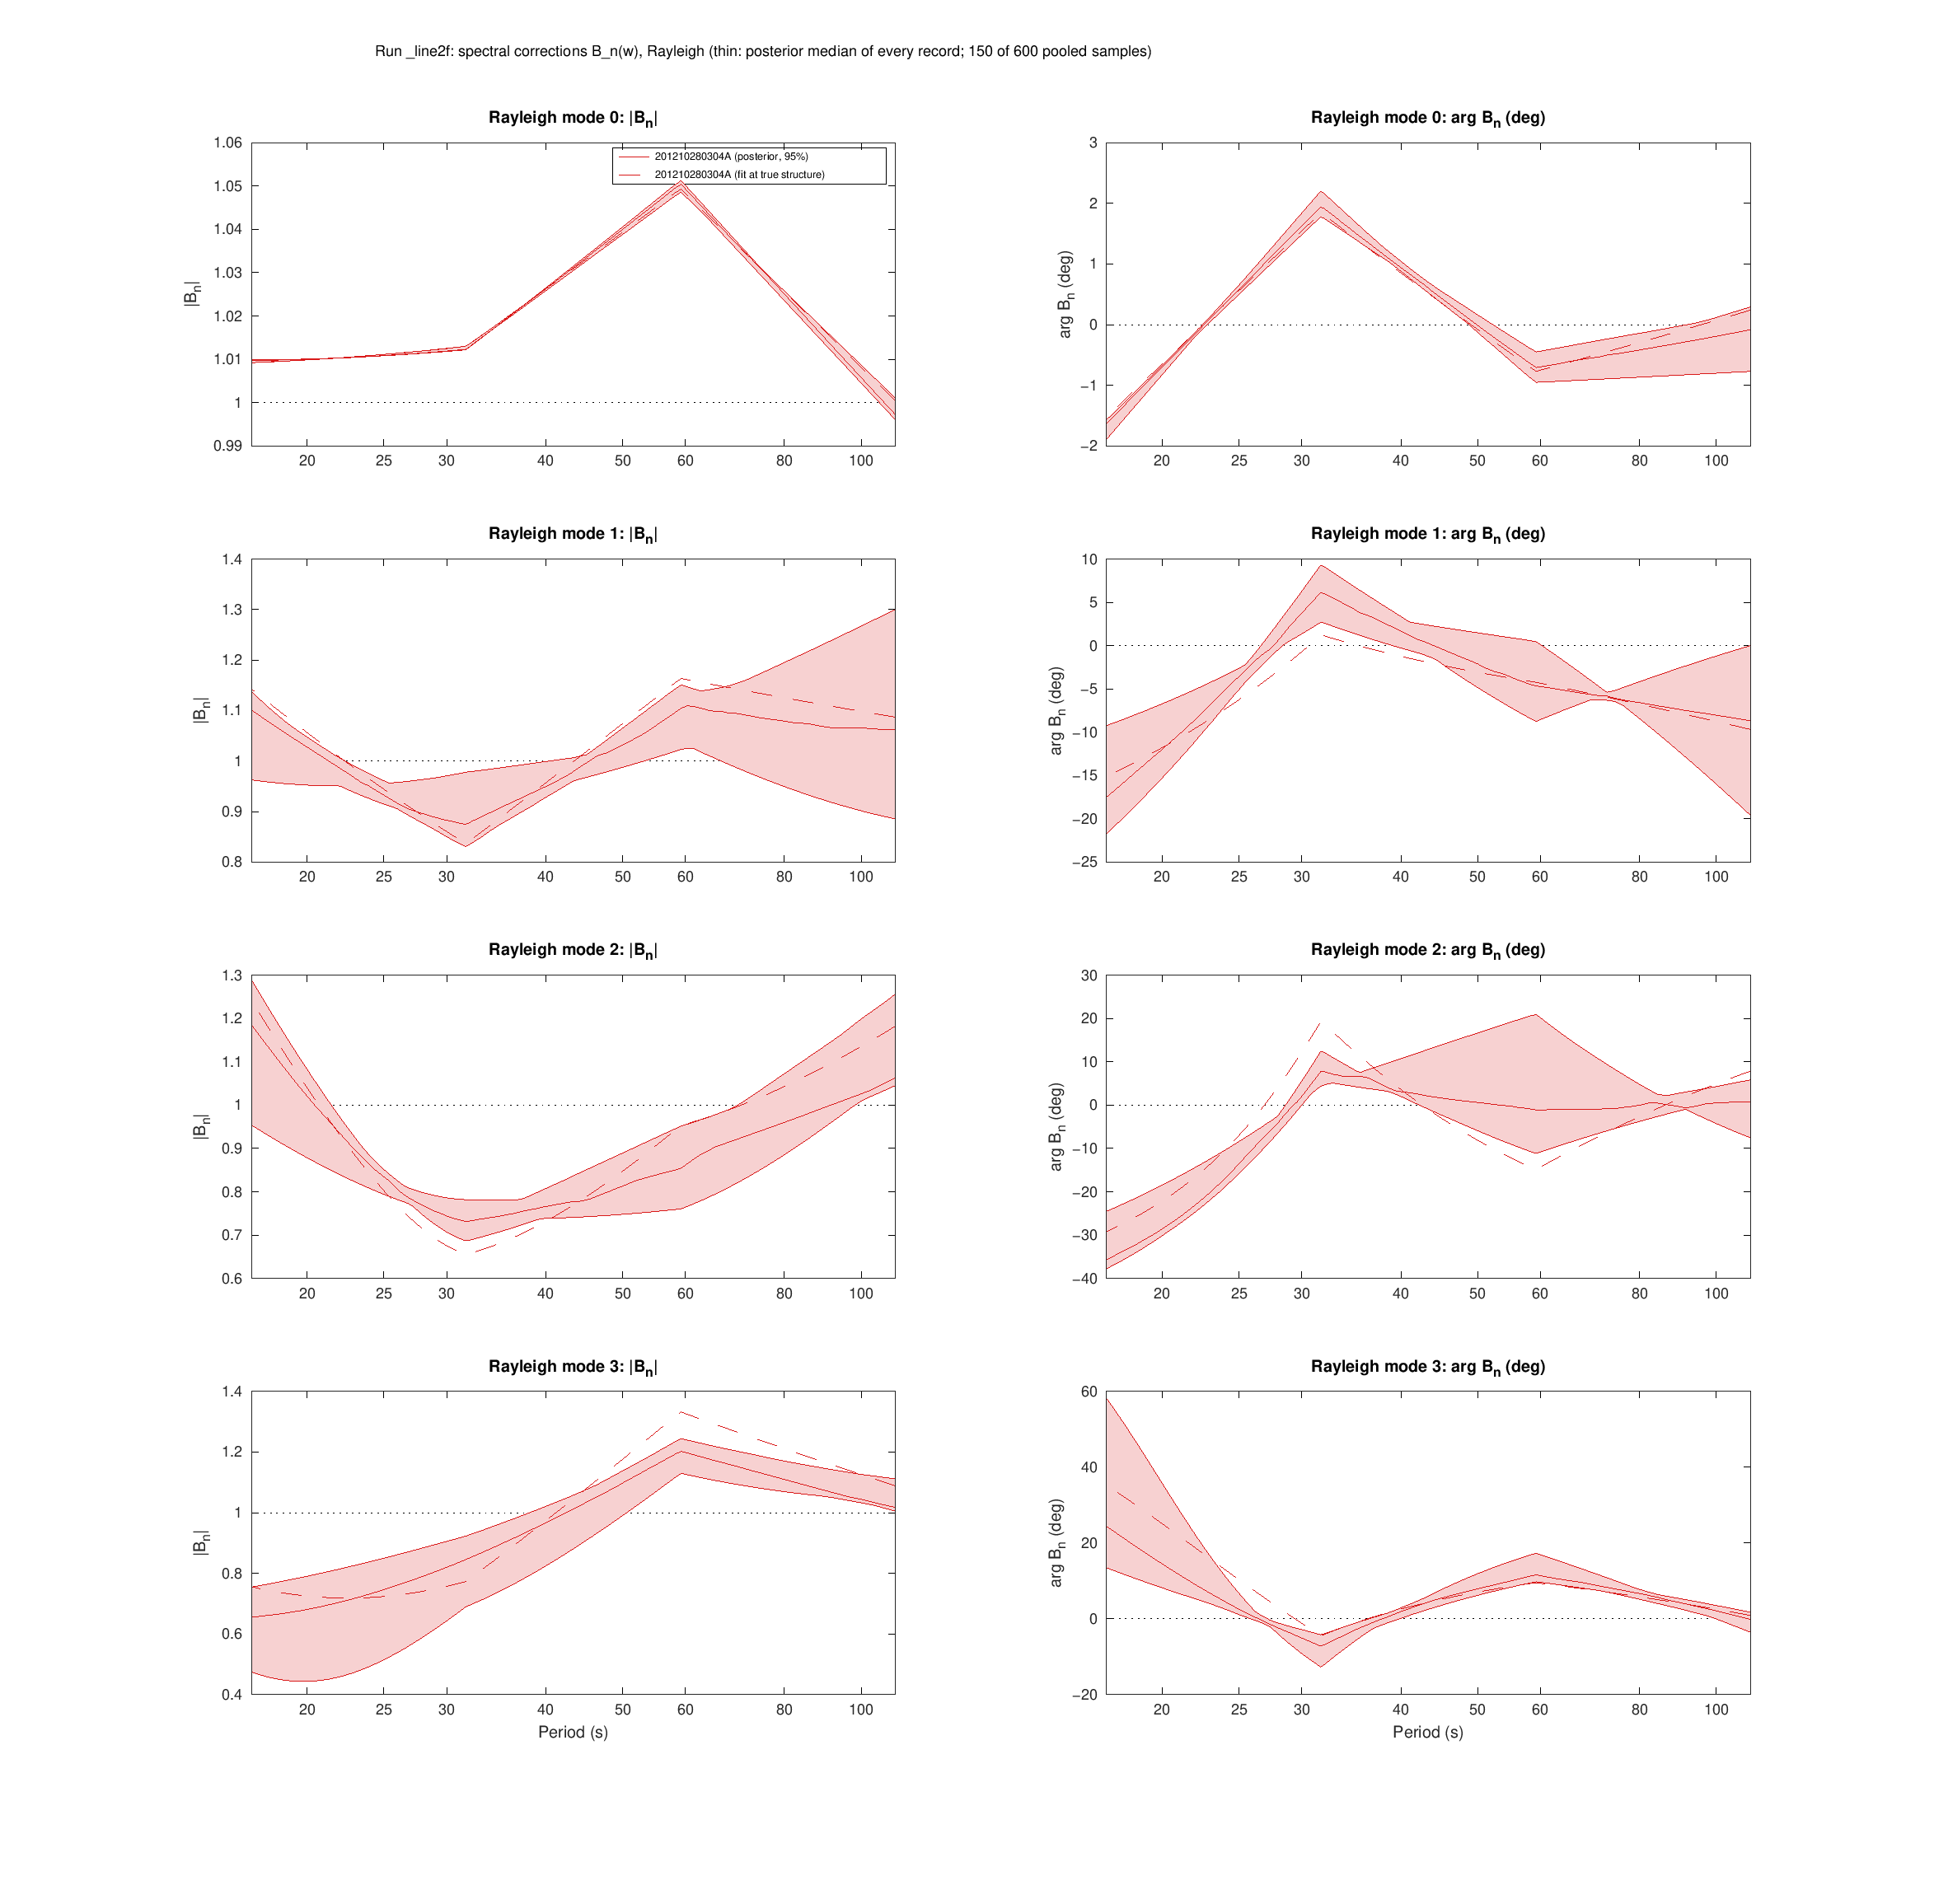 Run _line2f: spectral corrections B_n(w), Rayleigh (thin: posterior median of every record; 150 of 600 pooled samples)
Rayleigh mode 0: |Bn|
1.06
1.05
1.04
1.03
1.02
1.01
1
0.99
|Bn|
201210280304A (posterior, 95%)
201210280304A (fit at true structure)
20 25 30 40 50 60 80 100
Rayleigh mode 0: arg Bn (deg)
3
2
1
0
−1
−2
arg Bn (deg)
20 25 30 40 50 60 80 100
Rayleigh mode 1: |Bn|
1.4
1.3
1.2
1.1
1
0.9
0.8
|Bn|
20 25 30 40 50 60 80 100
Rayleigh mode 1: arg Bn (deg)
10
5
0
−5
−10
−15
−20
−25
arg Bn (deg)
20 25 30 40 50 60 80 100
Rayleigh mode 2: |Bn|
1.3
1.2
1.1
1
0.9
0.8
0.7
0.6
|Bn|
20 25 30 40 50 60 80 100
Rayleigh mode 2: arg Bn (deg)
30
20
10
0
−10
−20
−30
−40
arg Bn (deg)
20 25 30 40 50 60 80 100
Rayleigh mode 3: |Bn|
1.4
1.2
1
0.8
0.6
0.4
|Bn|
20 25 30 40 50 60 80 100
Period (s)
Rayleigh mode 3: arg Bn (deg)
60
40
20
0
−20
arg Bn (deg)
20 25 30 40 50 60 80 100
Period (s)